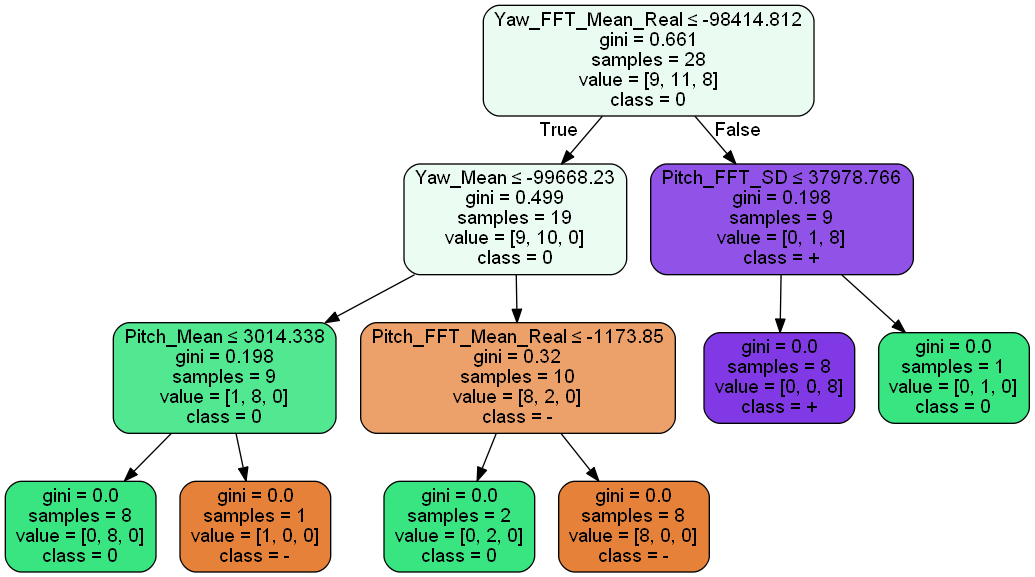 Yaw_FFT_Mean_Real ≤ -98414.812
gini = 0.661
samples = 28
value = [9, 11, 8]
class = 0
True
False
Yaw_Mean ≤ -99668.23
gini = 0.499
samples = 19
value = [9, 10, 0]
class = 0
Pitch_FFT_SD ≤ 37978.766
gini = 0.198
samples = 9
value = [0, 1, 8]
class = +
Pitch_Mean ≤ 3014.338
gini = 0.198
samples = 9
value = [1, 8, 0]
class = 0
Pitch_FFT_Mean_Real ≤ -1173.85
gini = 0.32
samples = 10
value = [8, 2, 0]
class = -
gini = 0.0
samples = 8
value = [0, 0, 8]
class = +
gini = 0.0
samples = 1
value = [0, 1, 0]
class = 0
gini = 0.0
samples = 8
value = [0, 8, 0]
class = 0
gini = 0.0
samples = 1
value = [1, 0, 0]
class = -
gini = 0.0
samples = 2
value = [0, 2, 0]
class = 0
gini = 0.0
samples = 8
value = [8, 0, 0]
class = -